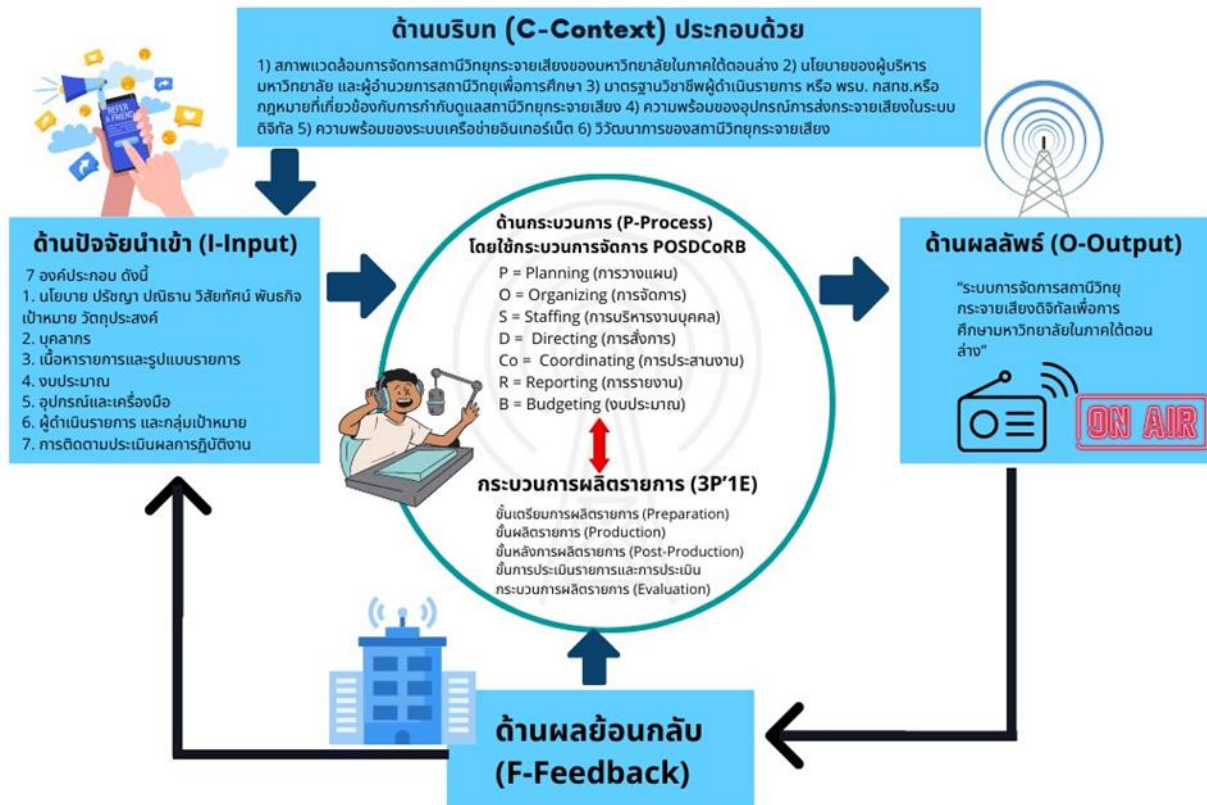 ด้านบริบท (C-Context) ประกอบด้วย
1) สภาพแวดล้อมการจัดการสถานีวิทยุกระจายเสียงของมหาวิทยาลัยในภาคใต้ตอนล่าง 2) นโยบายของผู้บริหาร
มหาวิทยาลัย และผู้อำนวยการสถานีวิทยุเพื่อการศึกษา 3) มาตรฐานวิชาชีพผู้ดำเนินรายการ หรือ พรบ. กสทช.หรือ
กฎหมายที่เกี่ยวข้องกับการกำกับดูแลสถานีวิทยุกระจายเสียง 4) ความพร้อมของอุปกรณ์การส่งกระจายเสียงในระบบ
ดิจิทัล 5) ความพร้อมของระบบเครือข่ายอินเทอร์เน็ต 6) วิวัฒนาการของสถานีวิทยุกระจายเสียง
REFER
A FRIEND
ด้านปัจจัยนำเข้า (I-Input)
7 องค์ประกอบ ดังนี้
1. นโยบาย ปรัชญา ปณิธาน วิสัยทัศน์ พันธกิจ
เป้าหมาย วัตถุประสงค์
2. บุคลากร
3. เนื้อหารายการและรูปแบบรายการ
4. งบประมาณ
5. อุปกรณ์และเครื่องมือ
6. ผู้ดำเนินรายการ และกลุ่มเป้าหมาย
7. การติดตามประเมินผลการฏิบัติงาน
ด้านกระบวนการ (P-Process)
โดยใช้กระบวนการจัดการ POSDCoRB
P = Planning (การวางแผน)
O = Organizing (การจัดการ)
S = Staffing (การบริหารงานบุคคล)
D = Directing (การสั่งการ)
Co = Coordinating (การประสานงาน)
R = Reporting (การรายงาน)
B = Budgeting (งบประมาณ)
กระบวนการผลิตรายการ (3P’1E)
ขั้นเตรียมการผลิตรายการ (Preparation)
ขั้นผลิตรายการ (Production)
ขั้นหลังการผลิตรายการ (Post-Production)
ขั้นการประเมินรายการและการประเมิน
กระบวนการผลิตรายการ (Evaluation)
ด้านผลลัพธ์ (O-Output)
“ระบบการจัดการสถานีวิทยุ
กระจายเสียงดิจิทัลเพื่อการ
ศึกษามหาวิทยาลัยในภาคใต้ตอน
ล่าง”
ON AIR
ด้านผลย้อนกลับ
(F-Feedback)